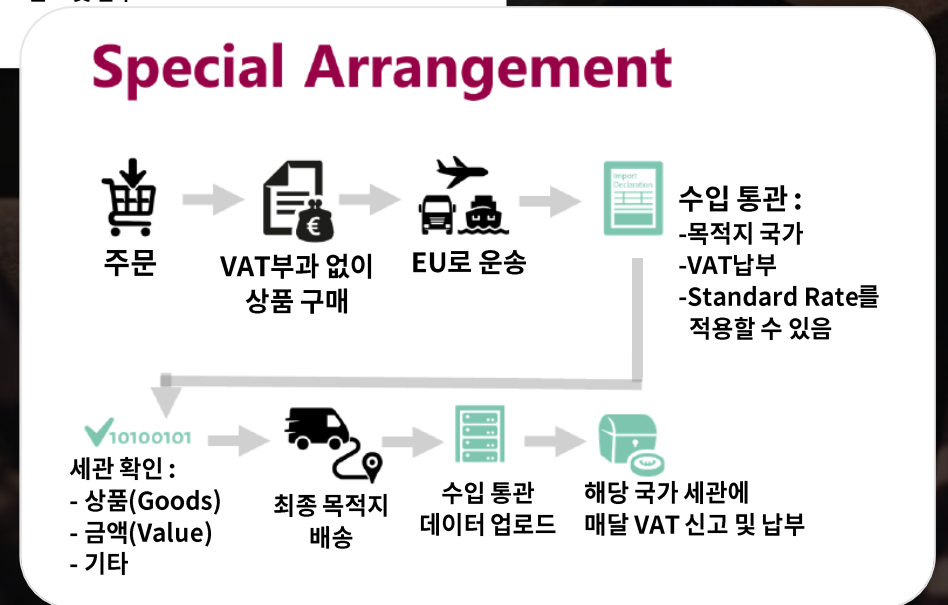 Special Arrangement
주문
VAT부과 없이
상품 구매
EU로 운송
Import
Declaration
수입 통관 :
-목적지 국가
-VAT납부
-Standard Rate를
적용할 수 있음
10100101
세관 확인 :
- 상품(Goods)
- 금액(Value)
- 기타
최종 목적지
배송
수입 통관
데이터 업로드
해당 국가 세관에
매달 VAT 신고 및 납부